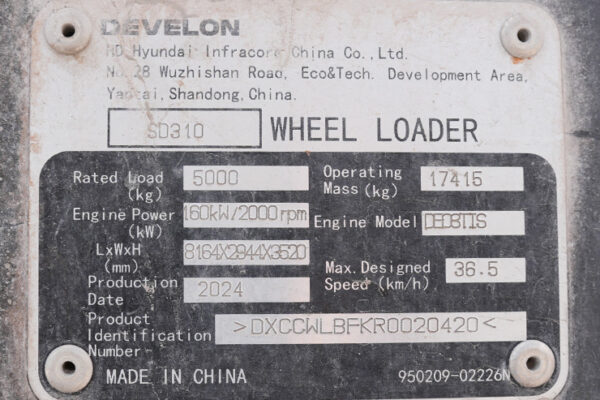 DEVELON
HD Hyundai Infracore China Co., Ltd.
No.28 Wuzhishan Road, Eco&Tech. Development Area,
Yantai, Shandong, China.
SD310 WHEEL LOADER
Rated Load (kg) 5000 Operating Mass (kg) 17415
Engine Power (kW) 160kW/2000rpm Engine Model DE08TIS
LxWxH (mm) 8164X2944X3520 Max. Designed Speed (km/h) 36.5
Production Date 2024
Product Identification Number >DXCCWLBFKR0020420<
MADE IN CHINA 950209-02226N